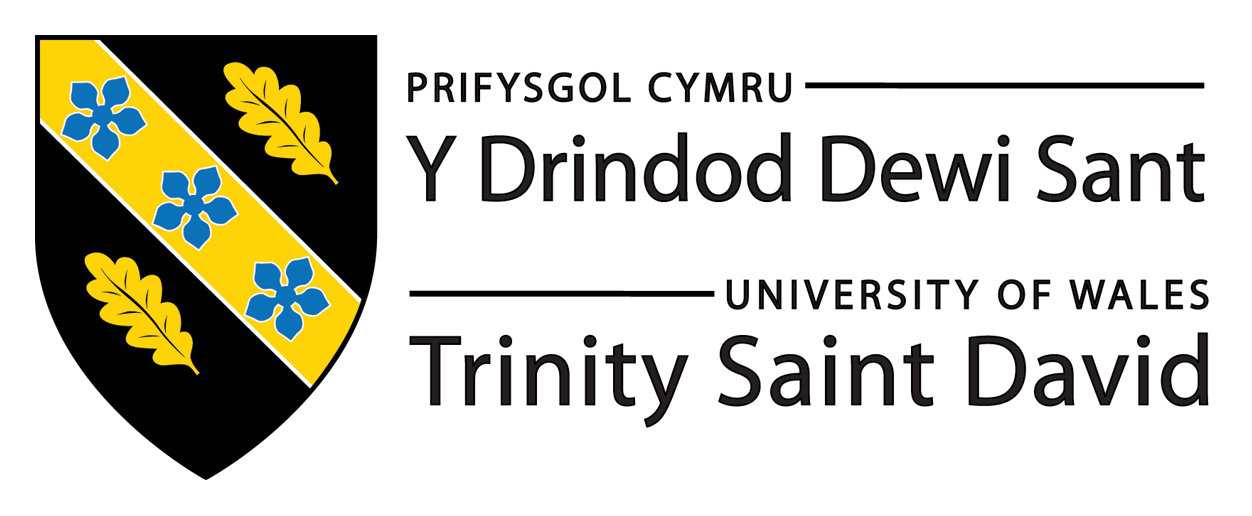 PRIFYSGOL CYMRU
Y Drindod Dewi Sant
UNIVERSITY OF WALES
Trinity Saint David